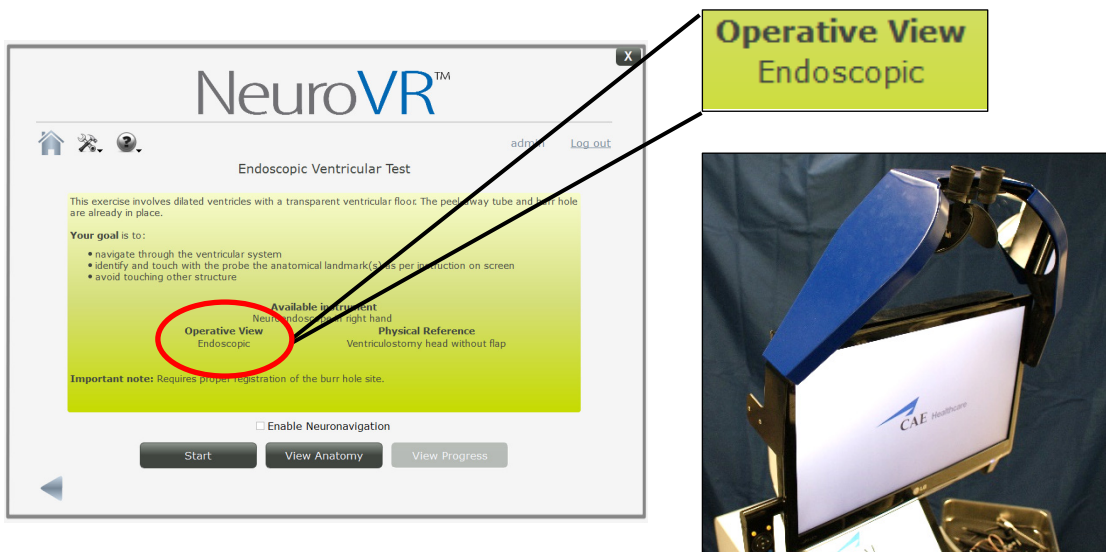 Operative View
Endoscopic
X
NeuroVR™
admin Log out
Endoscopic Ventricular Test
This exercise involves dilated ventricles with a transparent ventricular floor. The peel-away tube and burr hole
are already in place.
Your goal is to:
• navigate through the ventricular system
• identify and touch with the probe the anatomical landmark(s) as per instruction on screen
• avoid touching other structure
Available instrument
Neuroendoscope in right hand
Operative View Physical Reference
Endoscopic Ventriculostomy head without flap
Important note: Requires proper registration of the burr hole site.
Enable Neuronavigation
Start View Anatomy View Progress
CAE Healthcare
LG